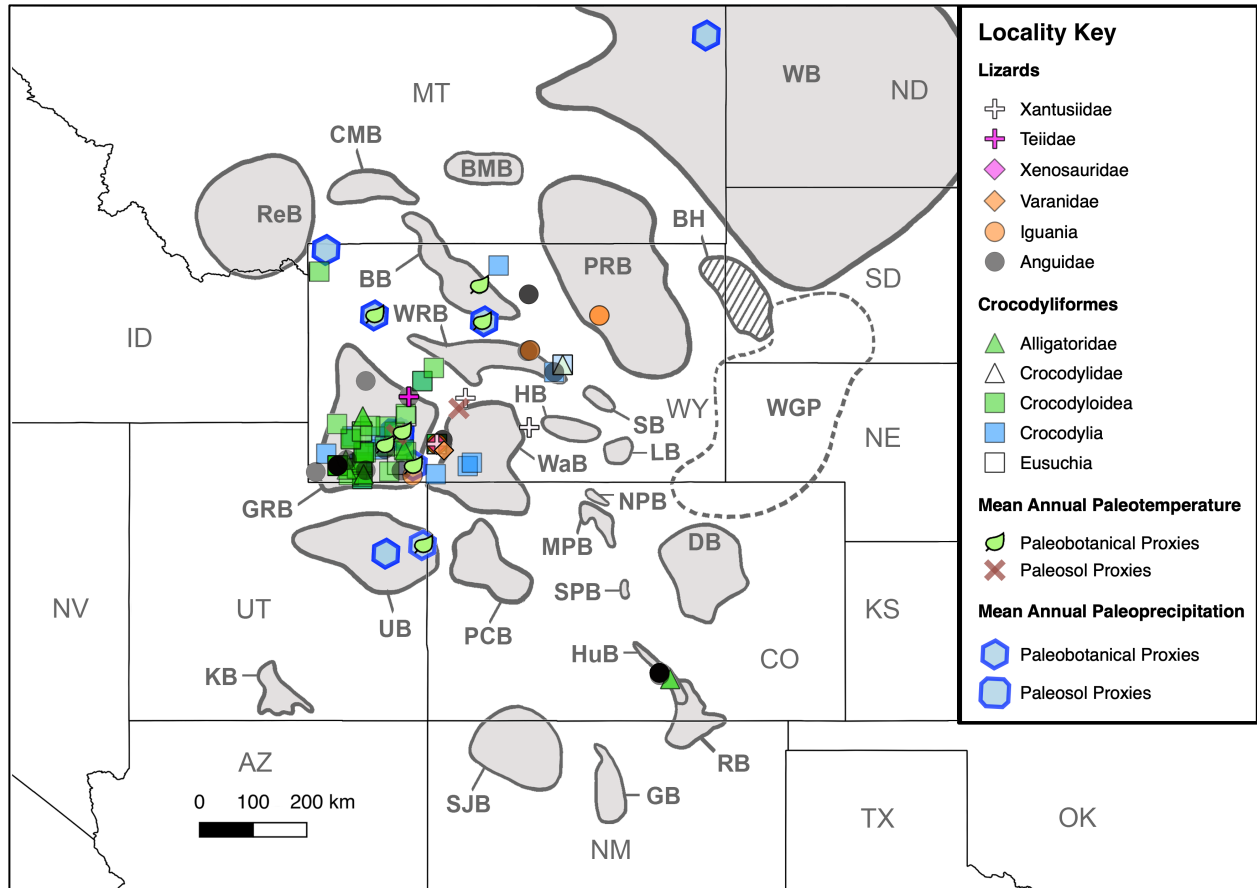 WB
ND
MT
CMB
BMB
ReB
BH
PRB
BB
SD
WRB
ID
HB
WY
WGP
SB
NE
LB
WaB
GRB
NPB
MPB
DB
SPB
NV
UT
UB
PCB
KS
HuB
CO
KB
AZ
RB
0 100 200 km
SJB
GB
NM
TX
OK
Locality Key
Lizards
Xantusiidae
Teiidae
Xenosauridae
Varanidae
Iguania
Anguidae
Crocodyliformes
Alligatoridae
Crocodylidae
Crocodyloidea
Crocodylia
Eusuchia
Mean Annual Paleotemperature
Paleobotanical Proxies
Paleosol Proxies
Mean Annual Paleoprecipitation
Paleobotanical Proxies
Paleosol Proxies